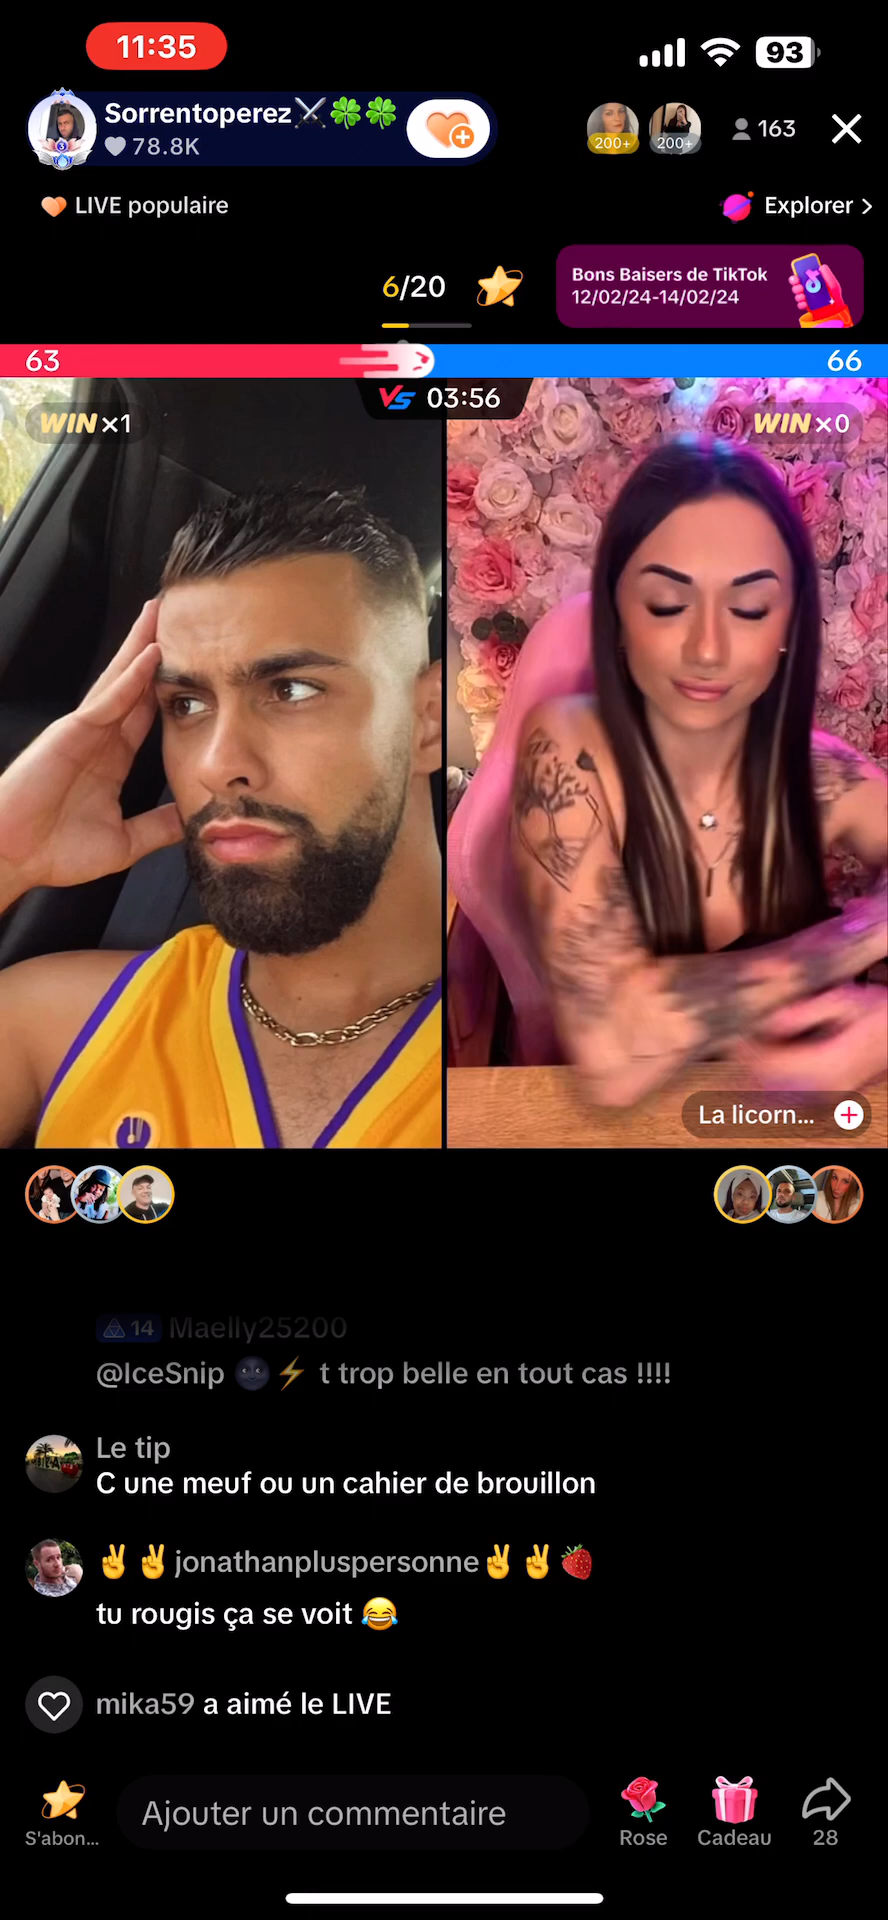 11:35
93
Sorrentoperez⚔️🍀🍀
78.8K
200+
200+
163
LIVE populaire
Explorer >
6/20
Bons Baisers de TikTok
12/02/24-14/02/24
63
66
VS 03:56
WIN x1
WIN x0
La licorn...
14 Maelly25200
@IceSnip 🌚⚡ t trop belle en tout cas !!!!
Le tip
C une meuf ou un cahier de brouillon
✌️✌️jonathanpluspersonne✌️✌️🍓
tu rougis ça se voit 😂
mika59 a aimé le LIVE
S'abon...
Ajouter un commentaire
Rose
Cadeau
28